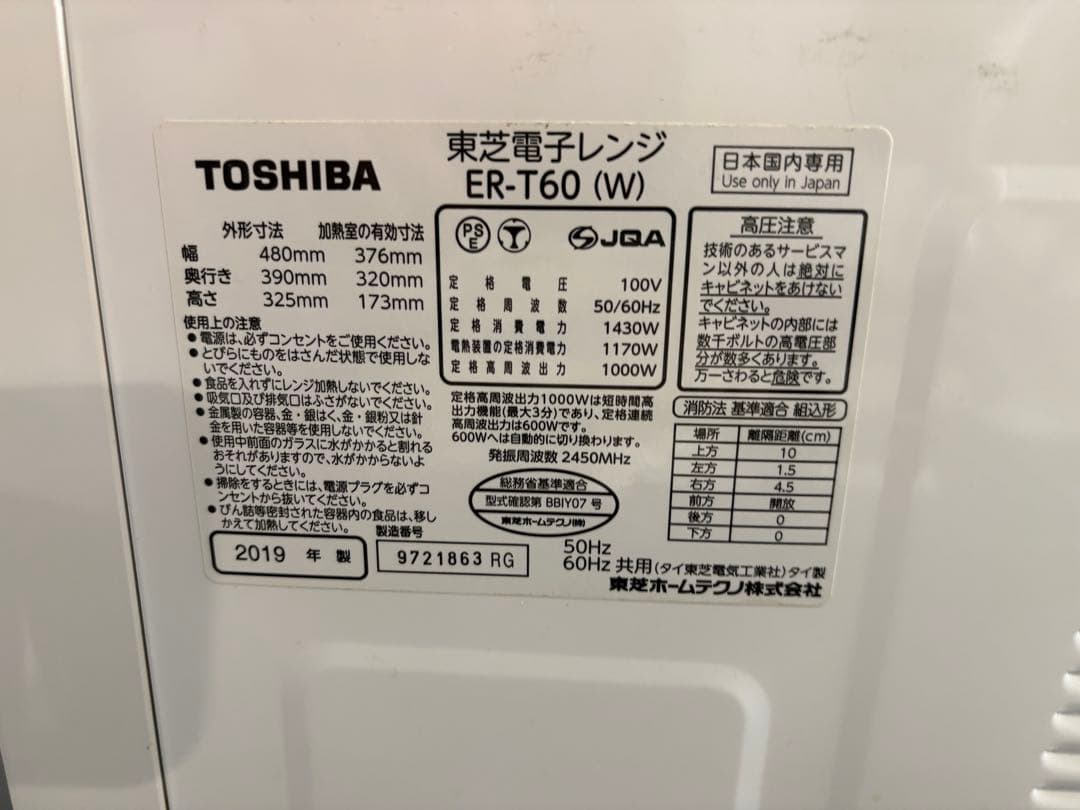 TOSHIBA
東芝電子レンジ
ER-T60 (W)
日本国内専用
Use only in Japan
外形寸法 加熱室の有効寸法
幅 480mm 376mm
奥行き 390mm 320mm
高さ 325mm 173mm
使用上の注意
●電源は、必ずコンセントをご使用ください。
●とびらにものをはさんだ状態で使用しな
いでください。
●食品を入れずにレンジ加熱しないでください。
●吸気口及び排気口はふさがないでください。
●金属製の容器、金・銀はく、金・銀粉又は針
金を用いた容器等を使用しないでください。
●使用中前面のガラスに水がかかると割れる
おそれがありますので、水がかからないよ
うにしてください。
●掃除をするときには、電源プラグを必ずコ
ンセントから抜いてください。
●びん詰等密封された容器内の食品は、移し
かえて加熱してください。
2019 年 製
製造番号
9721863 RG
PS
E
JQA
定格電圧 100V
定格周波数 50/60Hz
定格消費電力 1430W
電熱装置の定格消費電力 1170W
定格高周波出力 1000W
定格高周波出力1000Wは短時間高
出力機能(最大3分)であり、定格連続
高周波出力は600Wです。
600Wへは自動的に切り換わります。
発振周波数 2450MHz
総務省基準適合
型式確認第 BBIY07 号
東芝ホームテクノ(株)
高圧注意
技術のあるサービスマ
ン以外の人は絶対に
キャビネットをあけない
でください。
キャビネットの内部には
数千ボルトの高電圧部
分が数多くあります。
万一さわると危険です。
消防法 基準適合 組込形
場所 離隔距離(cm)
上方 10
左方 1.5
右方 4.5
前方 開放
後方 0
下方 0
50Hz
60Hz 共用 (タイ東芝電気工業社) タイ製
東芝ホームテクノ株式会社